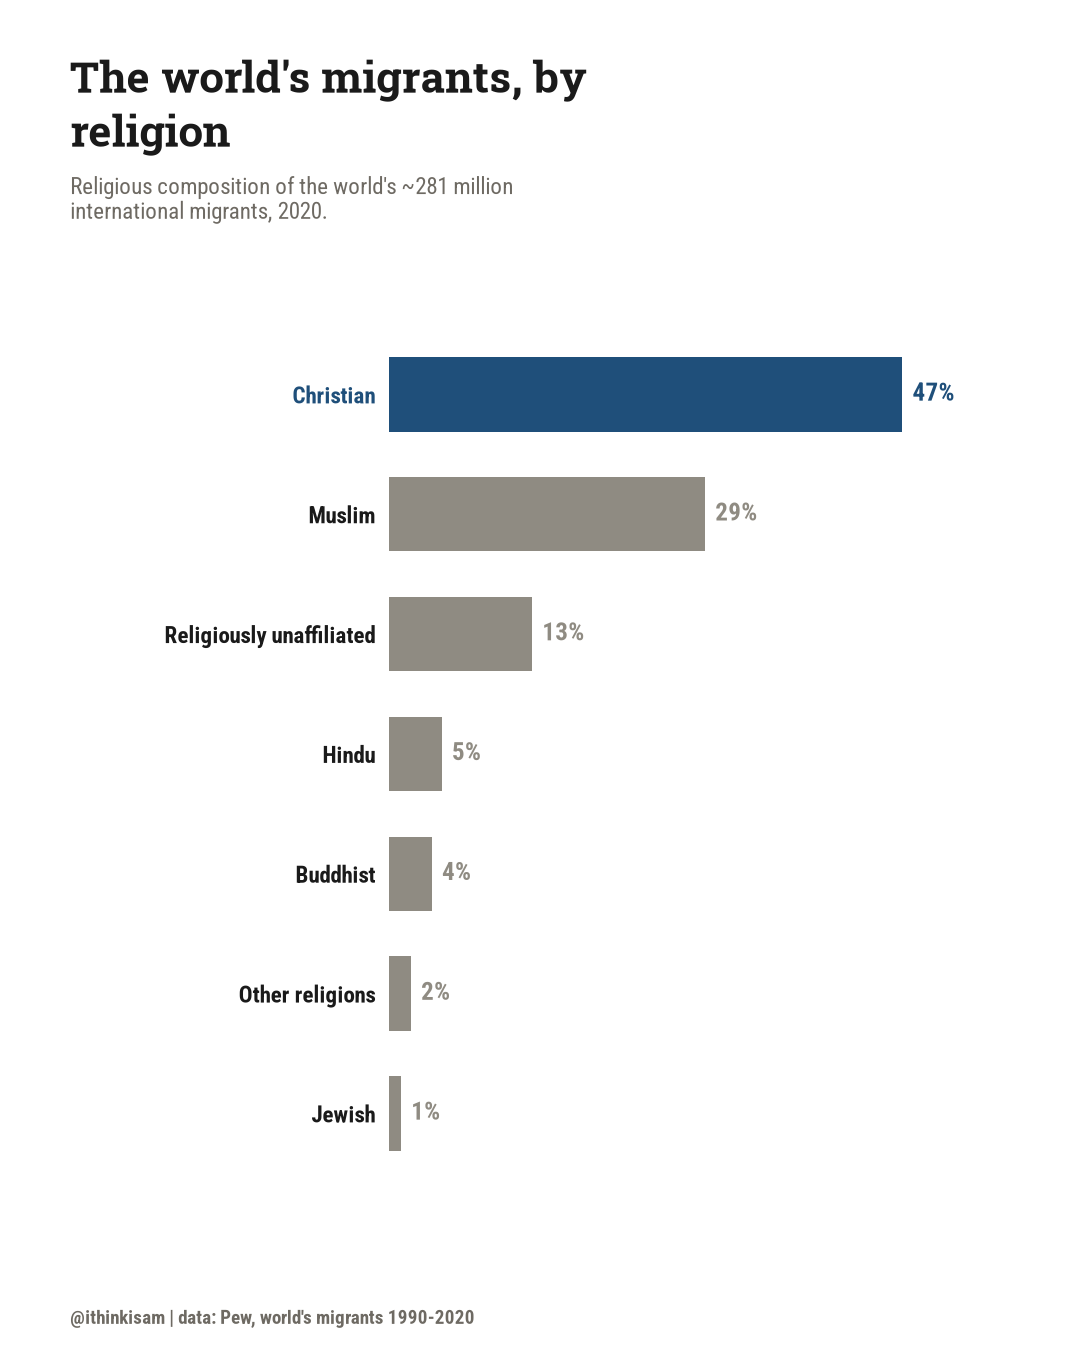 The world's migrants, by
religion
Religious composition of the world's ~281 million
international migrants, 2020.
Christian 47%
Muslim 29%
Religiously unaffiliated 13%
Hindu 5%
Buddhist 4%
Other religions 2%
Jewish 1%
@ithinkisam | data: Pew, world's migrants 1990-2020